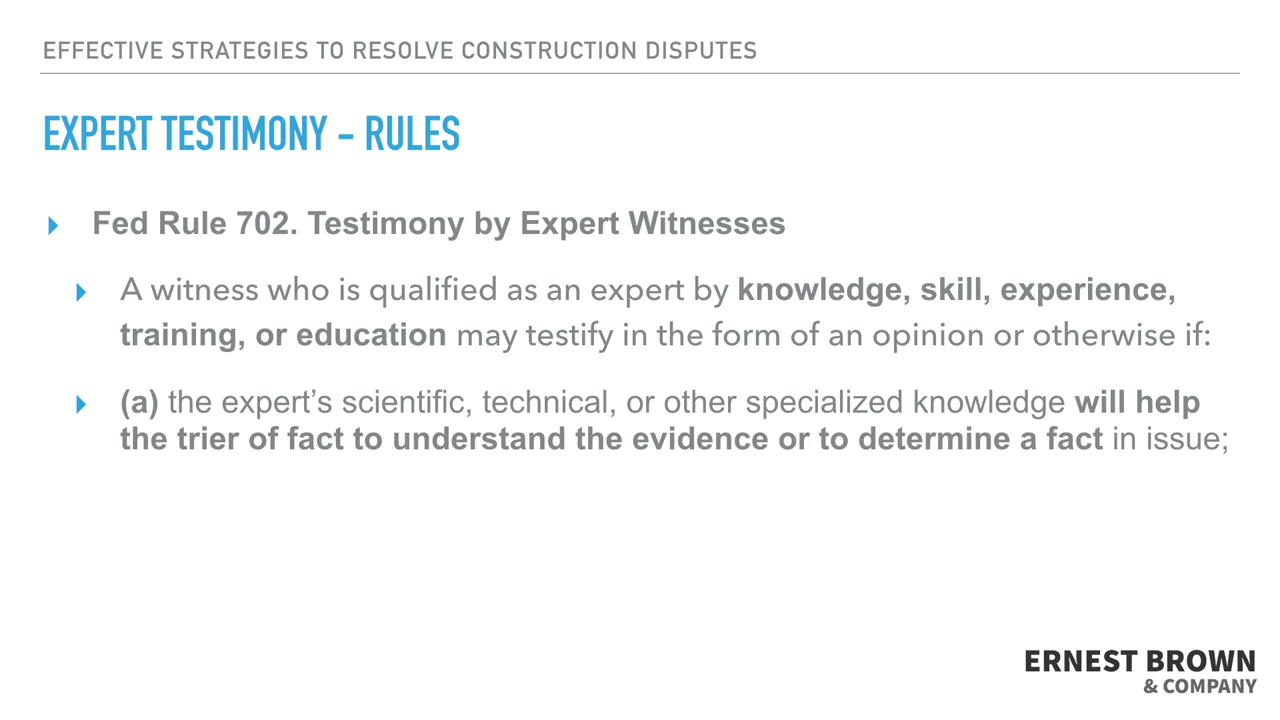 EFFECTIVE STRATEGIES TO RESOLVE CONSTRUCTION DISPUTES
EXPERT TESTIMONY - RULES
Fed Rule 702. Testimony by Expert Witnesses
A witness who is qualified as an expert by knowledge, skill, experience,
training, or education may testify in the form of an opinion or otherwise if:
(a) the expert’s scientific, technical, or other specialized knowledge will help
the trier of fact to understand the evidence or to determine a fact in issue;
ERNEST BROWN
& COMPANY